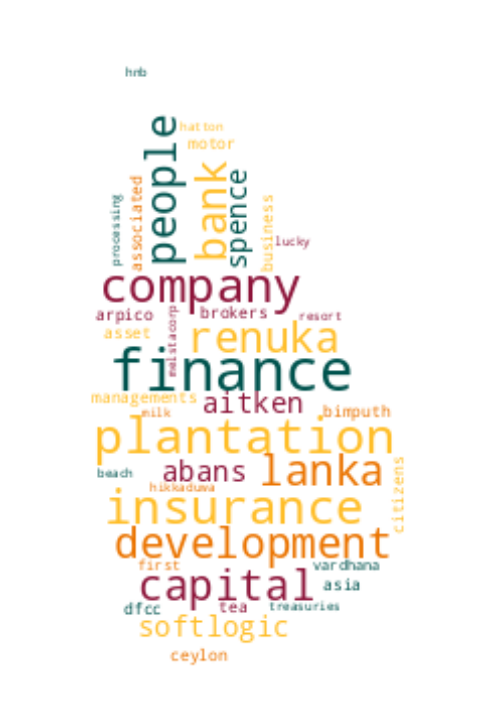 hnb
people
hatton
motor
bank
spence
associated
processing
business
lucky
company
arpico
melstacorp
brokers
resort
asset
renuka
finance
managements
aitken
milk
bimputh
plantation
beach
abans
lanka
citizens
hikkaduwa
insurance
development
first
vardhana
capital
asia
dfcc
tea
treasuries
softlogic
ceylon